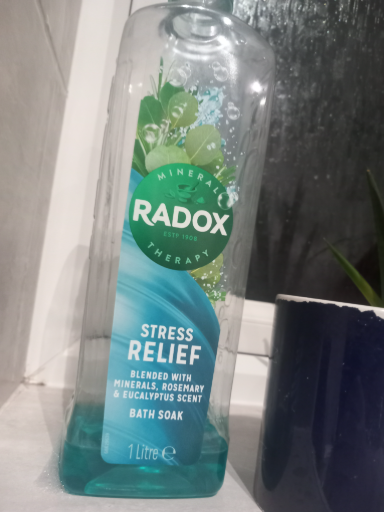 MINERAL
RADOX
ESTD 1908
THERAPY
STRESS
RELIEF
BLENDED WITH
MINERALS, ROSEMARY
& EUCALYPTUS SCENT
BATH SOAK
1 Litre ℮